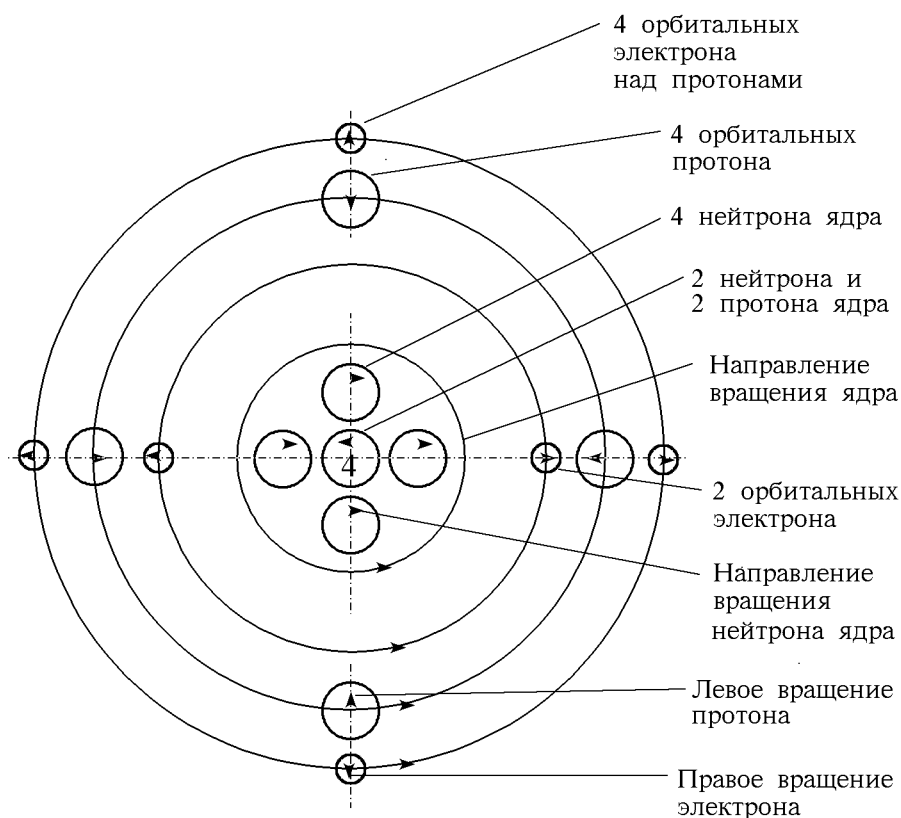 4 орбитальных
электрона
над протонами
4 орбитальных
протона
4 нейтрона ядра
2 нейтрона и
2 протона ядра
Направление
вращения ядра
4
2 орбитальных
электрона
Направление
вращения
нейтрона ядра
Левое вращение
протона
Правое вращение
электрона